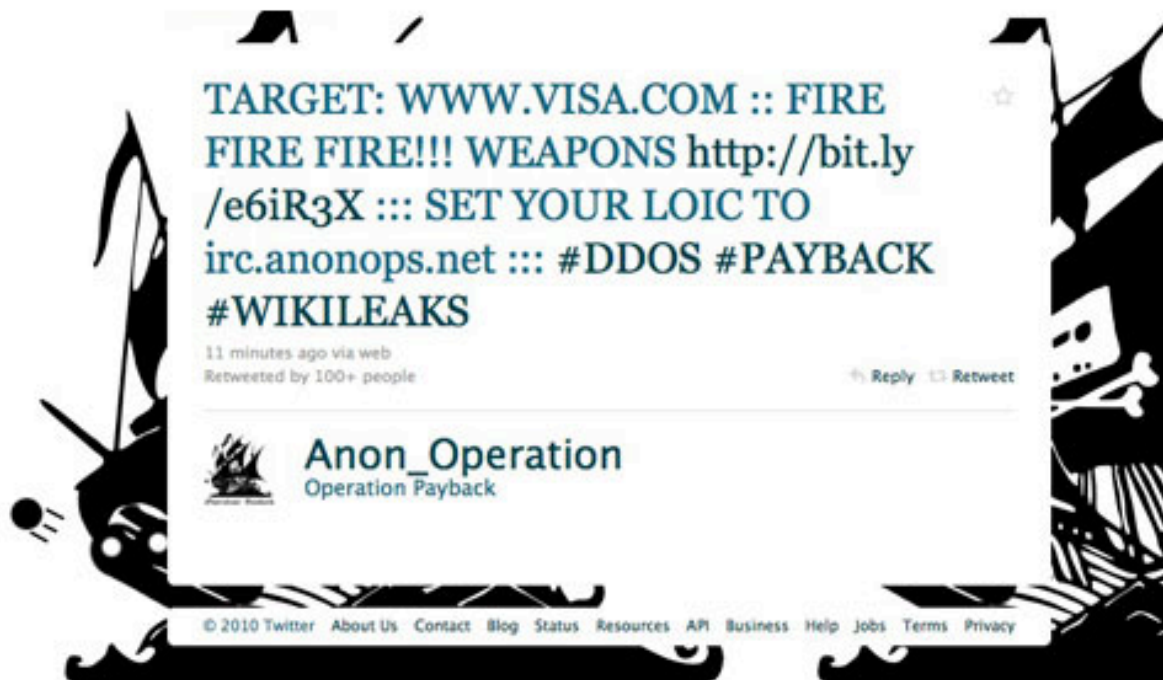 TARGET: WWW.VISA.COM :: FIRE
FIRE FIRE!!! WEAPONS http://bit.ly
/e6iR3X ::: SET YOUR LOIC TO
irc.anonops.net ::: #DDOS #PAYBACK
#WIKILEAKS
11 minutes ago via web
Retweeted by 100+ people
Reply Retweet
Anon_Operation
Operation Payback
© 2010 Twitter About Us Contact Blog Status Resources API Business Help Jobs Terms Privacy